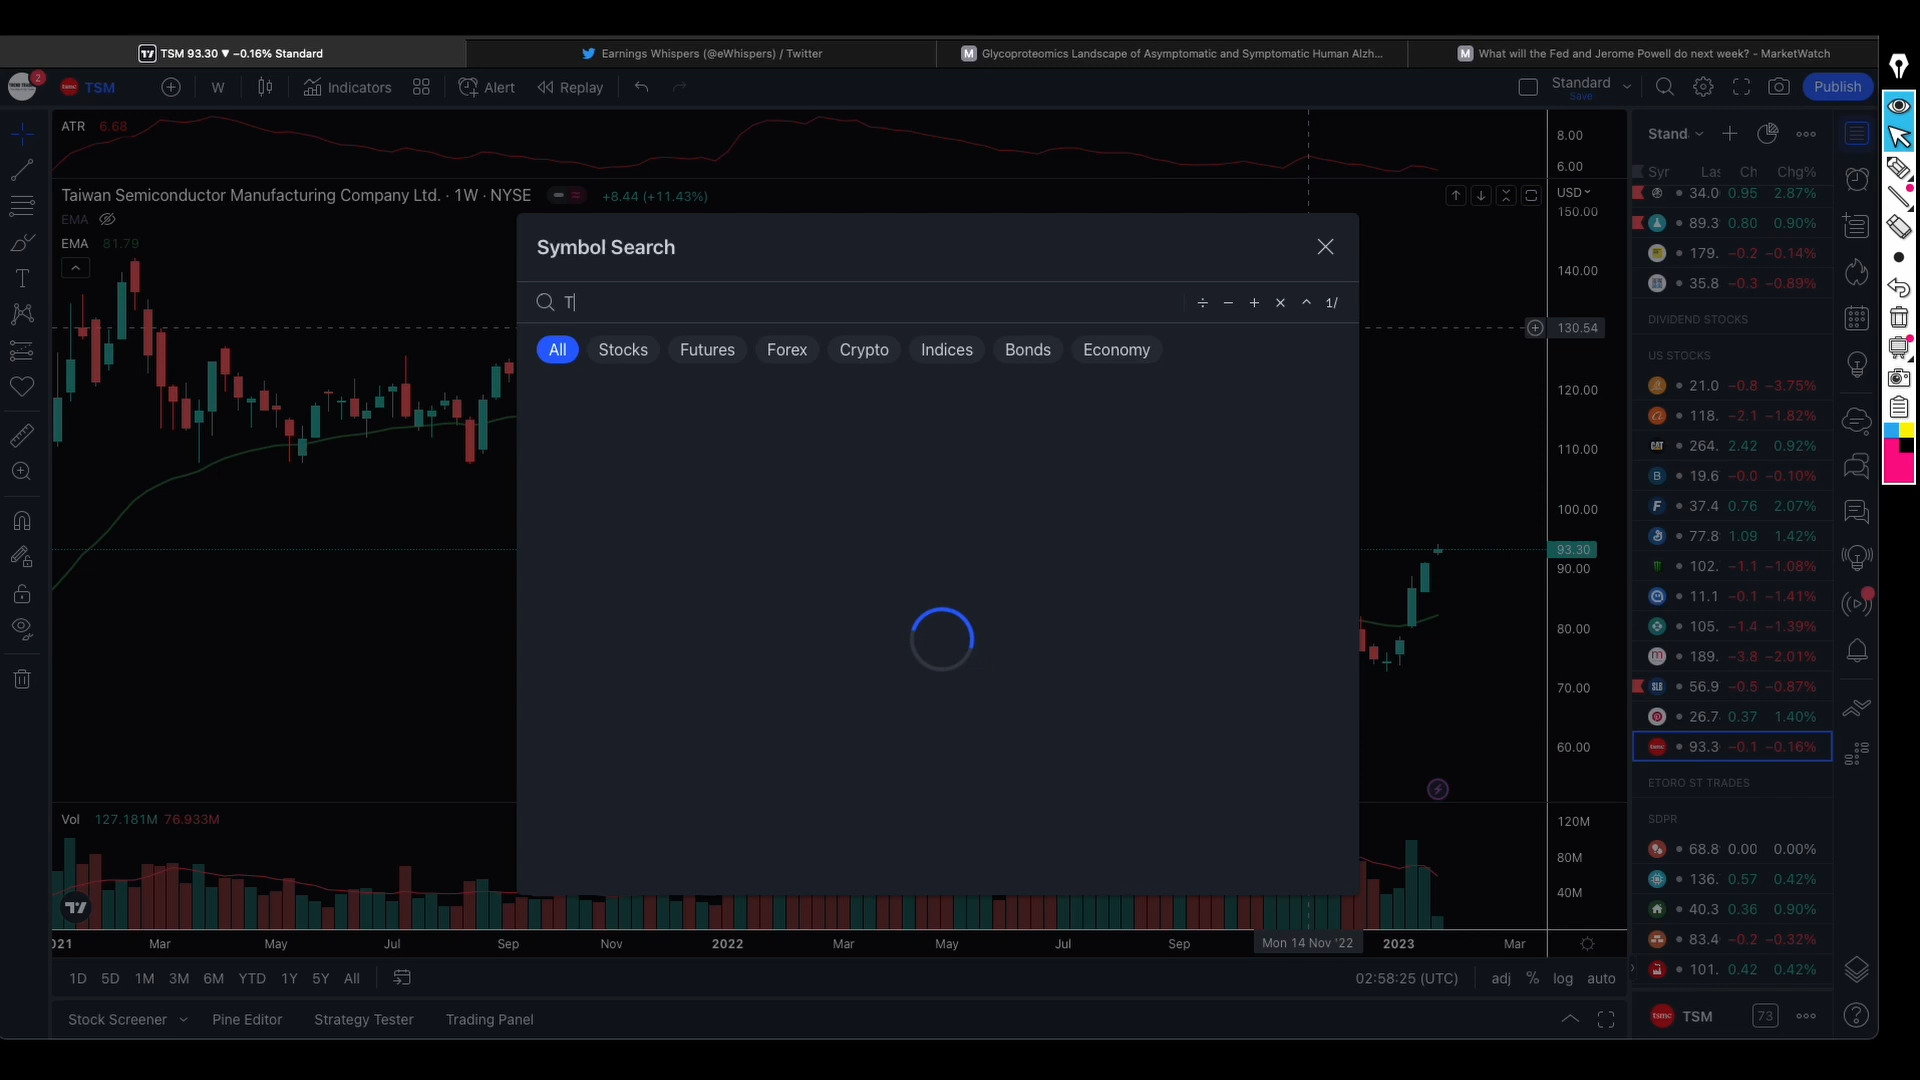 TSM 93.30 ▼ −0.16% Standard
Earnings Whispers (@eWhispers) / Twitter
Glycoproteomics Landscape of Asymptomatic and Symptomatic Human Alzh...
What will the Fed and Jerome Powell do next week? - MarketWatch
2
TSM
W
Indicators
Alert
Replay
Standard
Save
Publish
ATR 6.68
8.00
6.00
Taiwan Semiconductor Manufacturing Company Ltd. · 1W · NYSE
+8.44 (+11.43%)
EMA
EMA 81.79
USD
150.00
140.00
130.54
120.00
110.00
100.00
93.30
90.00
80.00
70.00
60.00
Symbol Search
T
÷ − + × ^ 1/
All
Stocks
Futures
Forex
Crypto
Indices
Bonds
Economy
Vol 127.181M 76.933M
120M
80M
40M
Mar May Jul Sep Nov 2022 Mar May Jul Sep Mon 14 Nov '22 2023 Mar
1D 5D 1M 3M 6M YTD 1Y 5Y All
02:58:25 (UTC)
adj % log auto
Stock Screener
Pine Editor
Strategy Tester
Trading Panel
Stand
Syr Las Ch Chg%
34.0 0.95 2.87%
89.3 0.80 0.90%
179. −0.2 −0.14%
35.8 −0.3 −0.89%
DIVIDEND STOCKS
US STOCKS
21.0 −0.8 −3.75%
118. −2.1 −1.82%
CAT 264. 2.42 0.92%
B 19.6 −0.0 −0.10%
F 37.4 0.76 2.07%
77.8 1.09 1.42%
102. −1.1 −1.08%
11.1 −0.1 −1.41%
105. −1.4 −1.39%
m 189. −3.8 −2.01%
SLB 56.9 −0.5 −0.87%
26.7 0.37 1.40%
tsmc 93.3 −0.1 −0.16%
ETORO ST TRADES
SDPR
68.8 0.00 0.00%
136. 0.57 0.42%
40.3 0.36 0.90%
83.4 −0.2 −0.32%
101. 0.42 0.42%
tsmc TSM 73